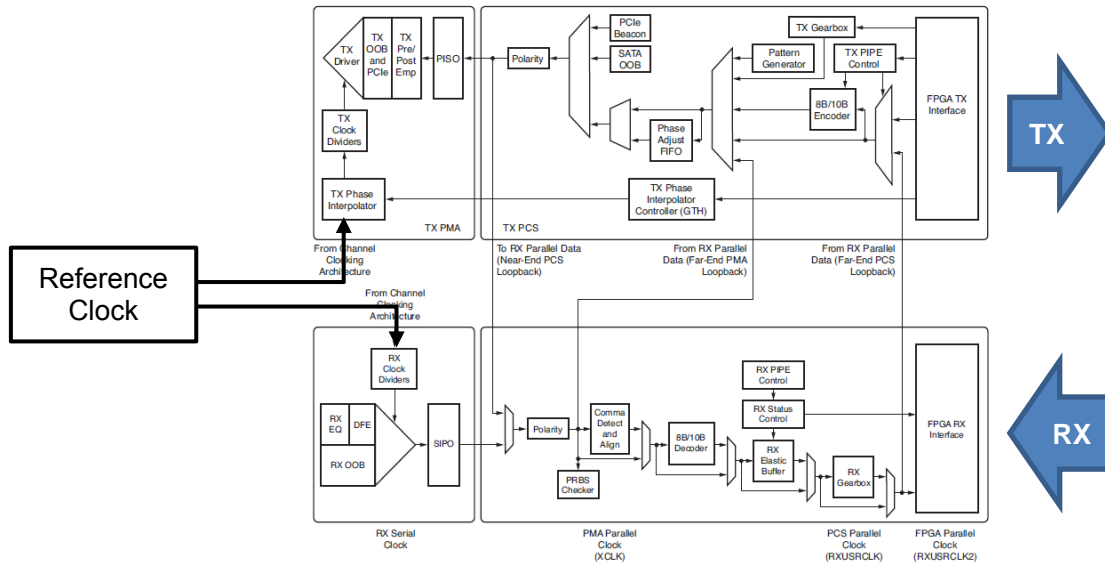 PCIe
Beacon
SATA
OOB
TX Gearbox
Pattern
Generator
TX PIPE
Control
TX
Driver
TX
OOB
and
PCIe
TX
Pre/
Post
Emp
PISO
Polarity
8B/10B
Encoder
FPGA TX
Interface
TX
Clock
Dividers
Phase
Adjust
FIFO
TX Phase
Interpolator
TX Phase
Interpolator
Controller (GTH)
TX PMA
TX PCS
TX
From Channel
Clocking
Architecture
To RX Parallel Data
(Near-End PCS
Loopback)
From RX Parallel
Data (Far-End PMA
Loopback)
From RX Parallel
Data (Far-End PCS
Loopback)
Reference
Clock
From Channel
Clocking
Architecture
RX
Clock
Dividers
RX
EQ
DFE
RX OOB
SIPO
Polarity
Comma
Detect
and
Align
PRBS
Checker
8B/10B
Decoder
RX PIPE
Control
RX Status
Control
RX
Elastic
Buffer
RX
Gearbox
FPGA RX
Interface
RX
RX Serial
Clock
PMA Parallel
Clock
(XCLK)
PCS Parallel
Clock
(RXUSRCLK)
FPGA Parallel
Clock
(RXUSRCLK2)